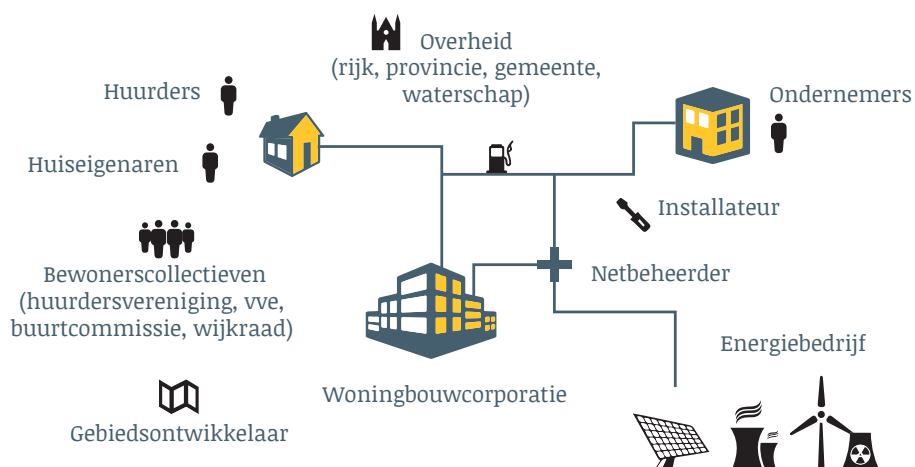 Overheid
(rijk, provincie, gemeente,
waterschap)
Huurders
Ondernemers
Huiseigenaren
Installateur
Bewonerscollectieven
(huurdersvereniging, vve,
buurtcommissie, wijkraad)
Netbeheerder
Energiebedrijf
Woningbouwcorporatie
Gebiedsontwikkelaar